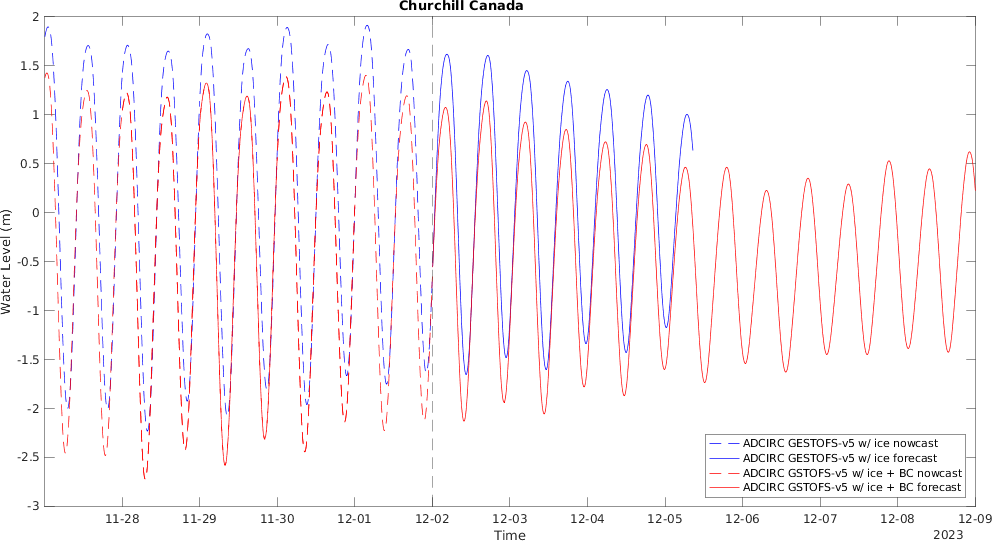 Churchill Canada
2
1.5
1
0.5
0
-0.5
-1
-1.5
-2
-2.5
-3
Water Level (m)
ADCIRC GESTOFS-v5 w/ ice nowcast
ADCIRC GESTOFS-v5 w/ ice forecast
ADCIRC GSTOFS-v5 w/ ice + BC nowcast
ADCIRC GSTOFS-v5 w/ ice + BC forecast
11-28 11-29 11-30 12-01 12-02 12-03 12-04 12-05 12-06 12-07 12-08 12-09
Time
2023